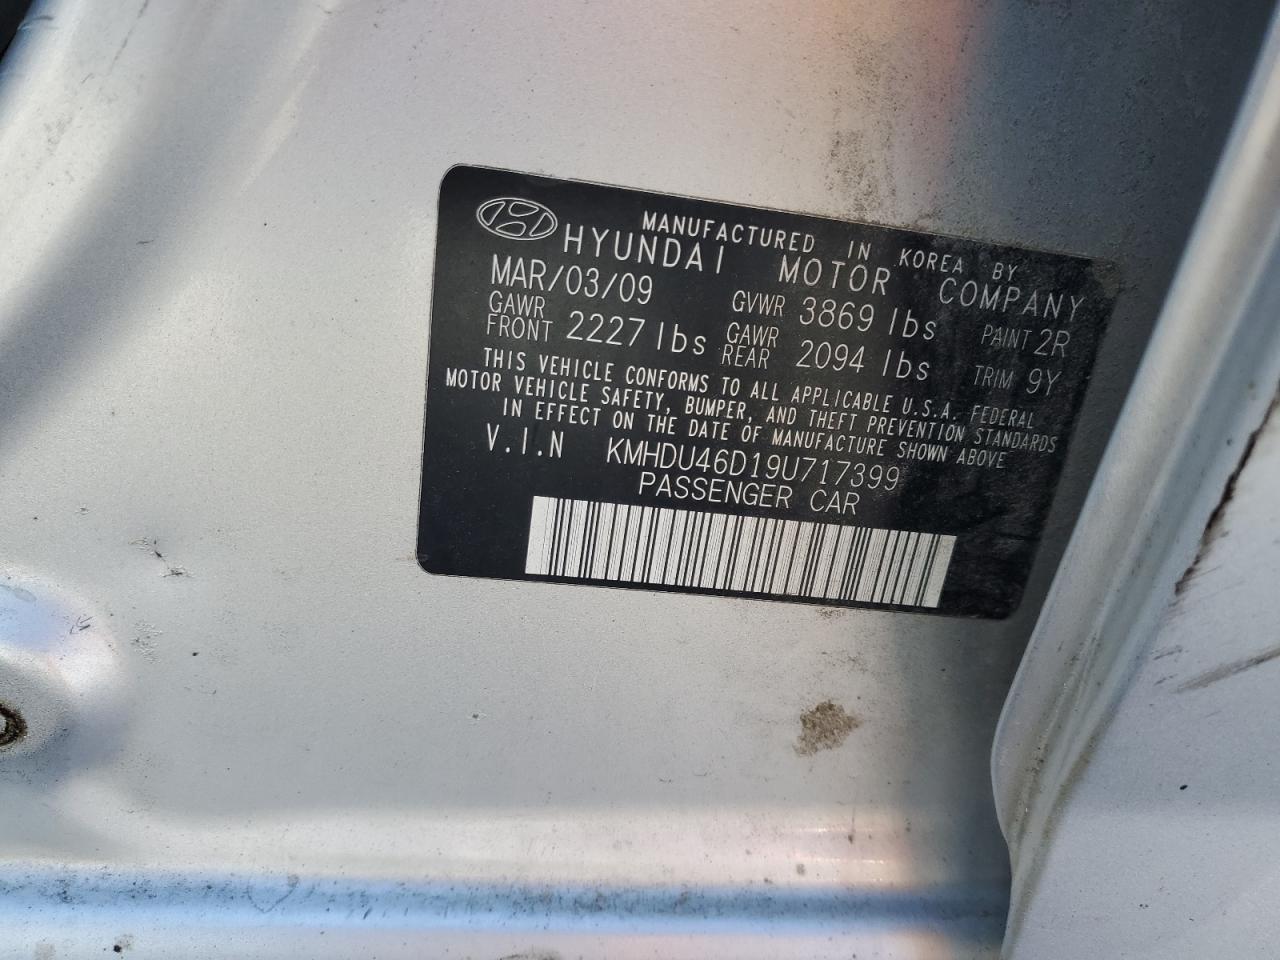 MANUFACTURED IN KOREA BY
HYUNDAI MOTOR COMPANY
MAR/03/09 GVWR 3869 lbs PAINT 2R
GAWR FRONT 2227 lbs GAWR REAR 2094 lbs TRIM 9Y
THIS VEHICLE CONFORMS TO ALL APPLICABLE U.S.A. FEDERAL
MOTOR VEHICLE SAFETY, BUMPER, AND THEFT PREVENTION STANDARDS
IN EFFECT ON THE DATE OF MANUFACTURE SHOWN ABOVE
V.I.N KMHDU46D19U717399
PASSENGER CAR